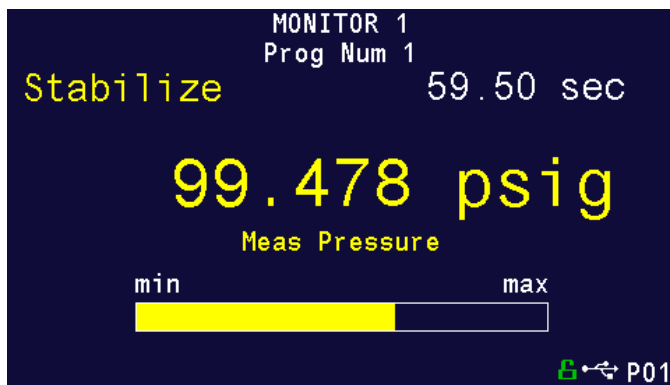 MONITOR 1
Prog Num 1
Stabilize 59.50 sec
99.478 psig
Meas Pressure
min max
P01